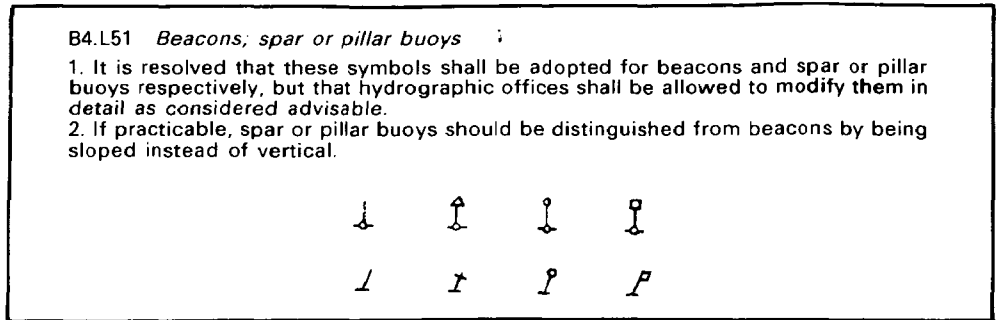 B4.L51 Beacons; spar or pillar buoys
1. It is resolved that these symbols shall be adopted for beacons and spar or pillar
buoys respectively, but that hydrographic offices shall be allowed to modify them in
detail as considered advisable.
2. If practicable, spar or pillar buoys should be distinguished from beacons by being
sloped instead of vertical.